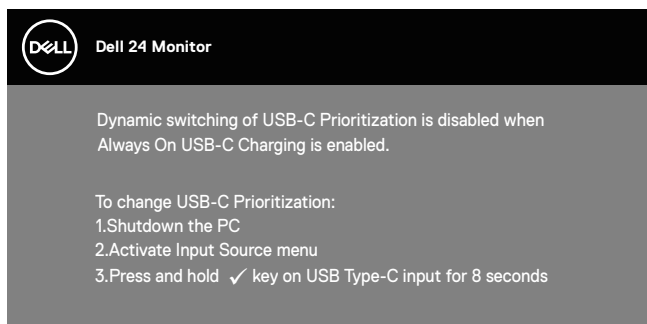 DELL
Dell 24 Monitor
Dynamic switching of USB-C Prioritization is disabled when
Always On USB-C Charging is enabled.
To change USB-C Prioritization:
1.Shutdown the PC
2.Activate Input Source menu
3.Press and hold ✓ key on USB Type-C input for 8 seconds